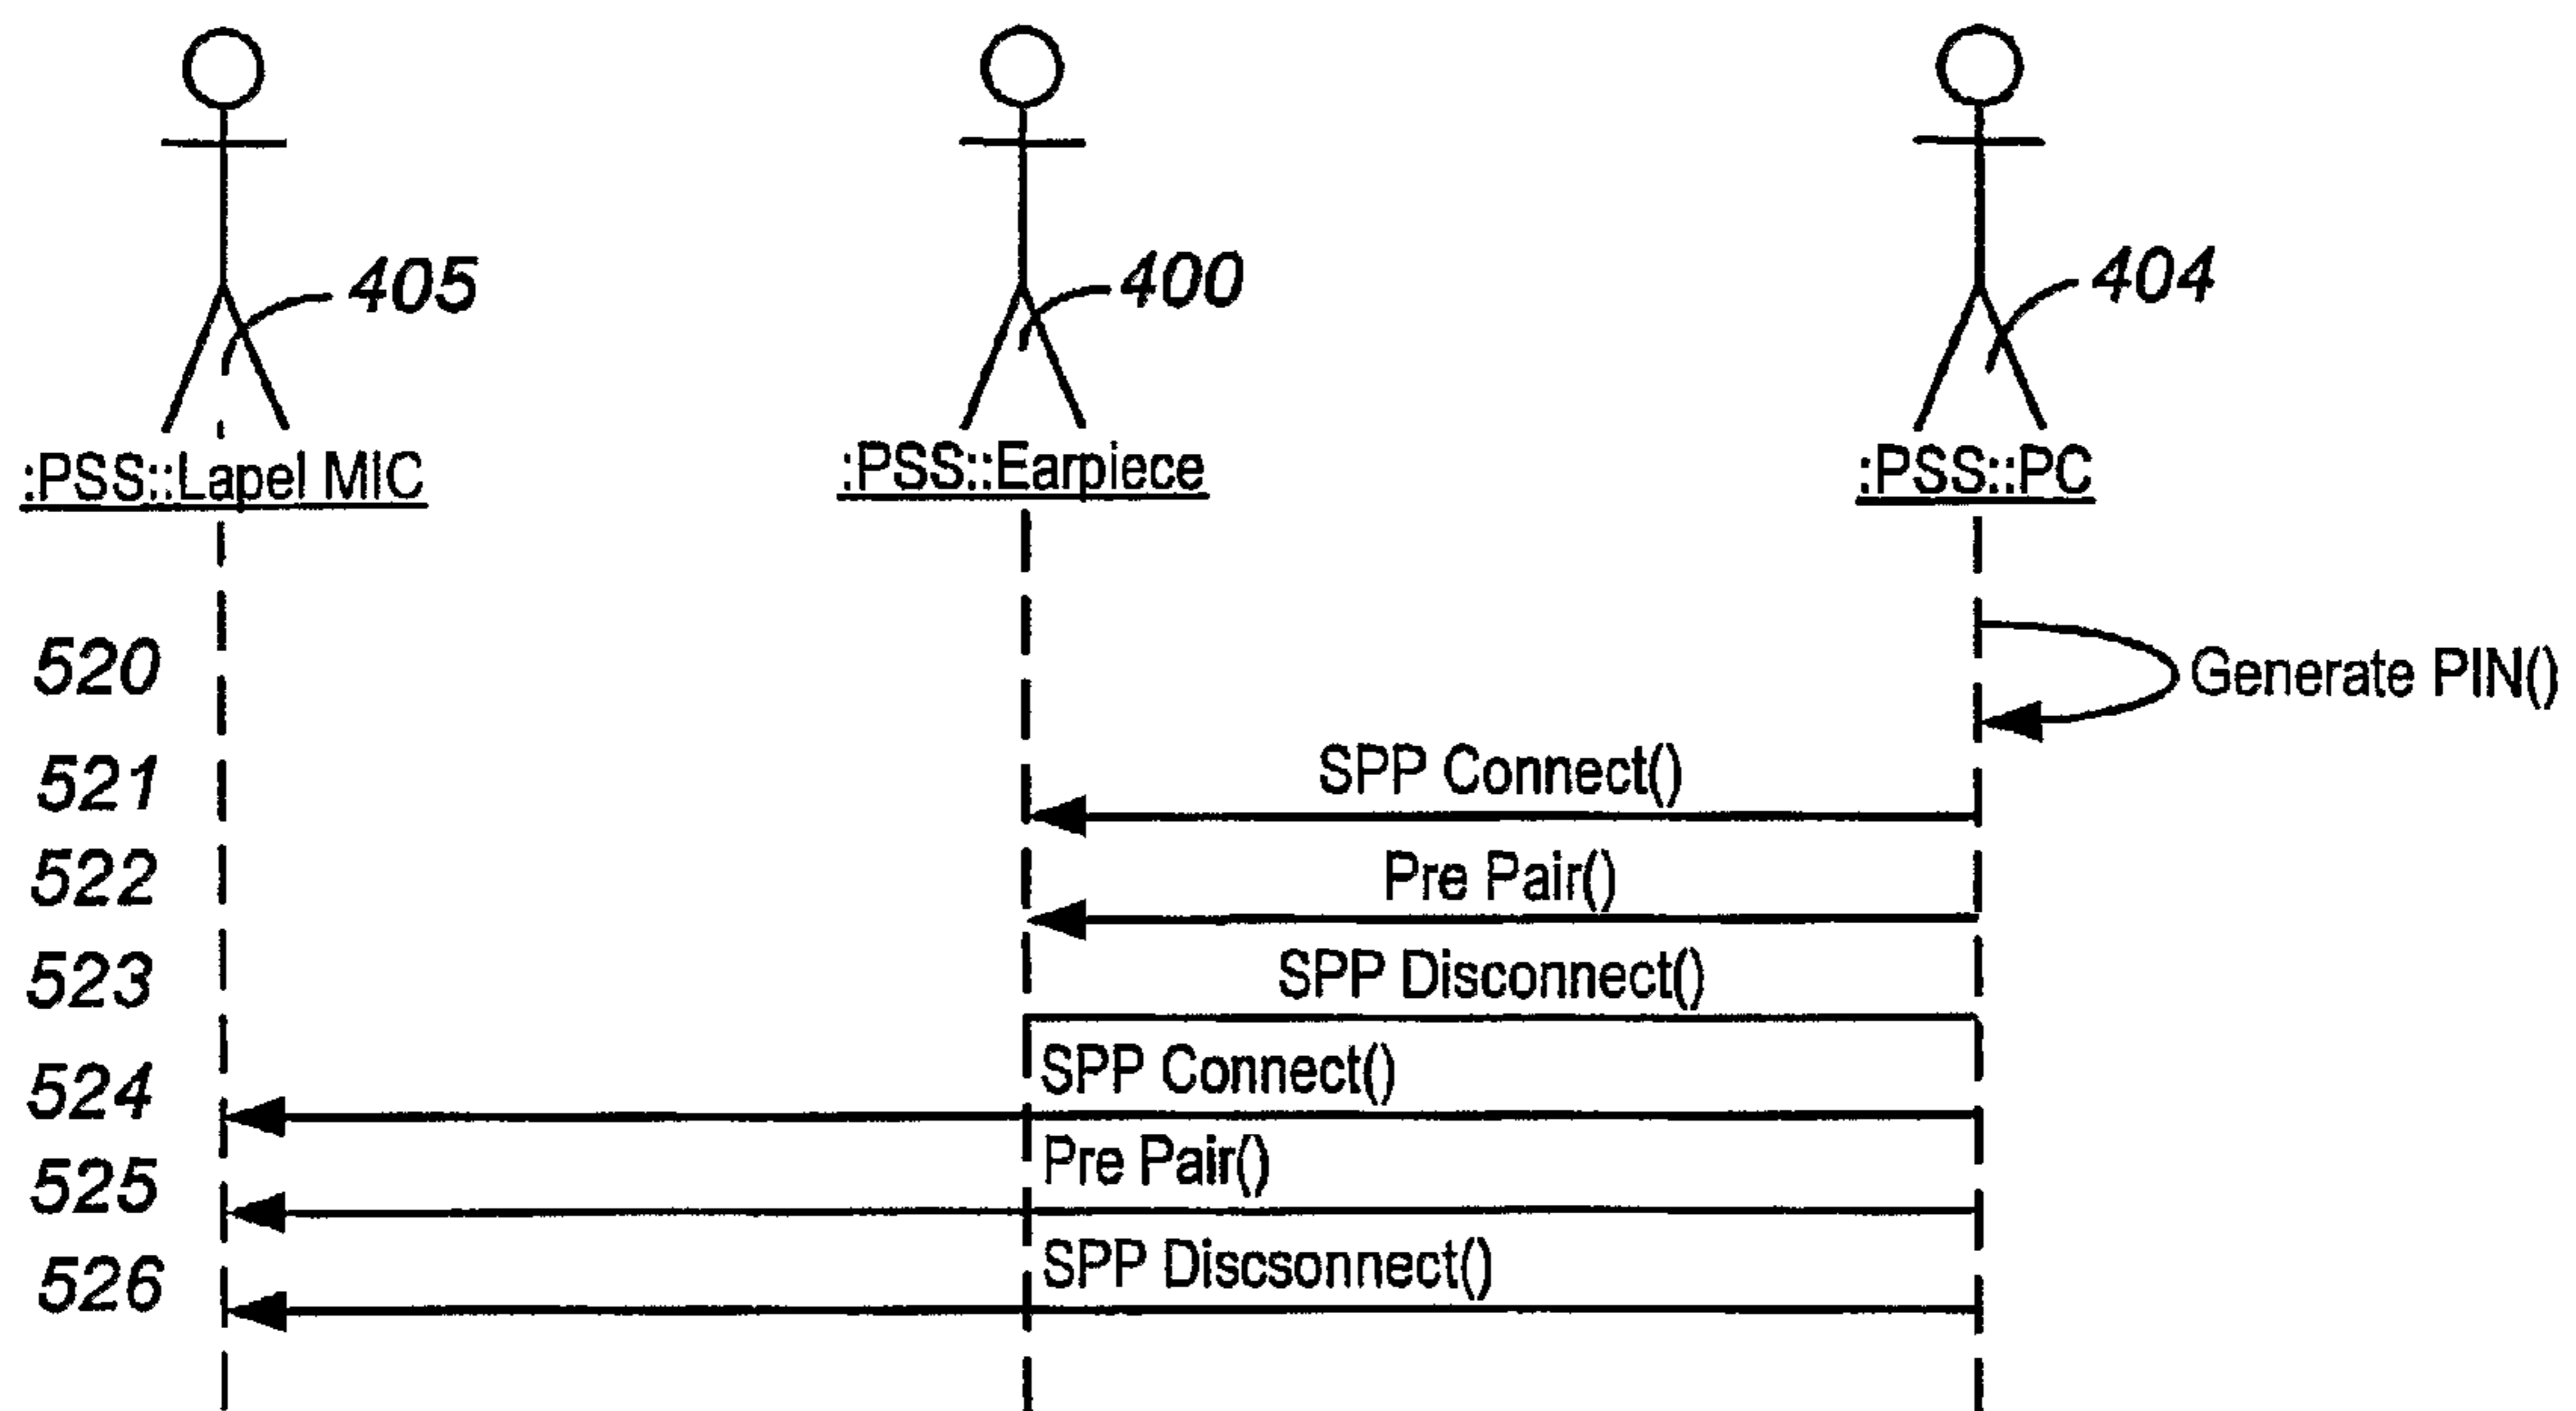 405
400
404
:PSS::Lapel MIC
:PSS::Earpiece
:PSS::PC
520
Generate PIN()
521
SPP Connect()
522
Pre Pair()
523
SPP Disconnect()
524
SPP Connect()
525
Pre Pair()
526
SPP Discsonnect()